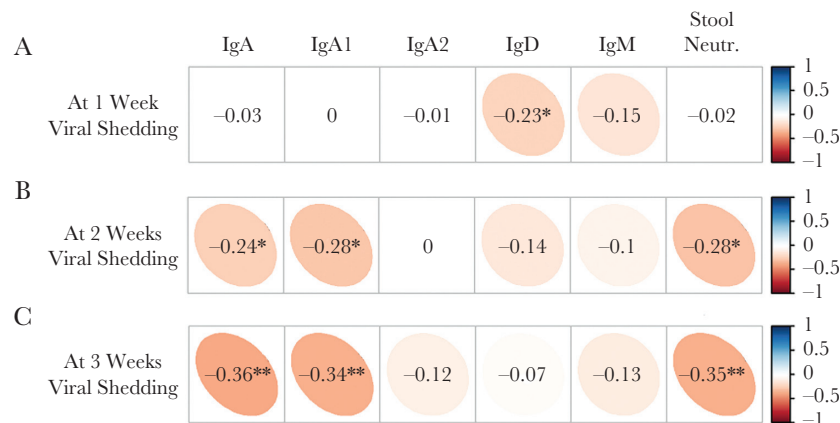 A
IgA IgA1 IgA2 IgD IgM Stool Neutr.
At 1 Week
Viral Shedding
−0.03 0 −0.01 −0.23* −0.15 −0.02
1
0.5
0
−0.5
−1
B
At 2 Weeks
Viral Shedding
−0.24* −0.28* 0 −0.14 −0.1 −0.28*
1
0.5
0
−0.5
−1
C
At 3 Weeks
Viral Shedding
−0.36** −0.34** −0.12 −0.07 −0.13 −0.35**
1
0.5
0
−0.5
−1